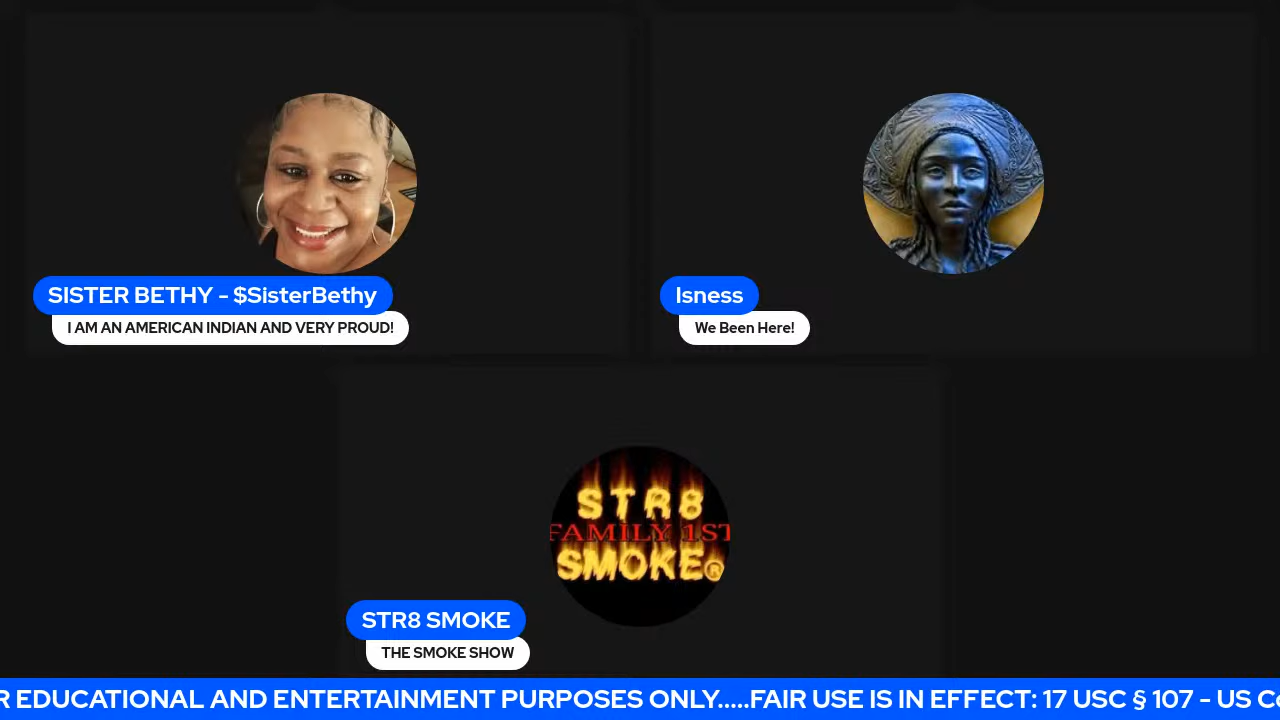 SISTER BETHY - $SisterBethy
I AM AN AMERICAN INDIAN AND VERY PROUD!
Isness
We Been Here!
STR8
FAMILY 1ST
SMOKE®
STR8 SMOKE
THE SMOKE SHOW
R EDUCATIONAL AND ENTERTAINMENT PURPOSES ONLY.....FAIR USE IS IN EFFECT: 17 USC § 107 - US Co